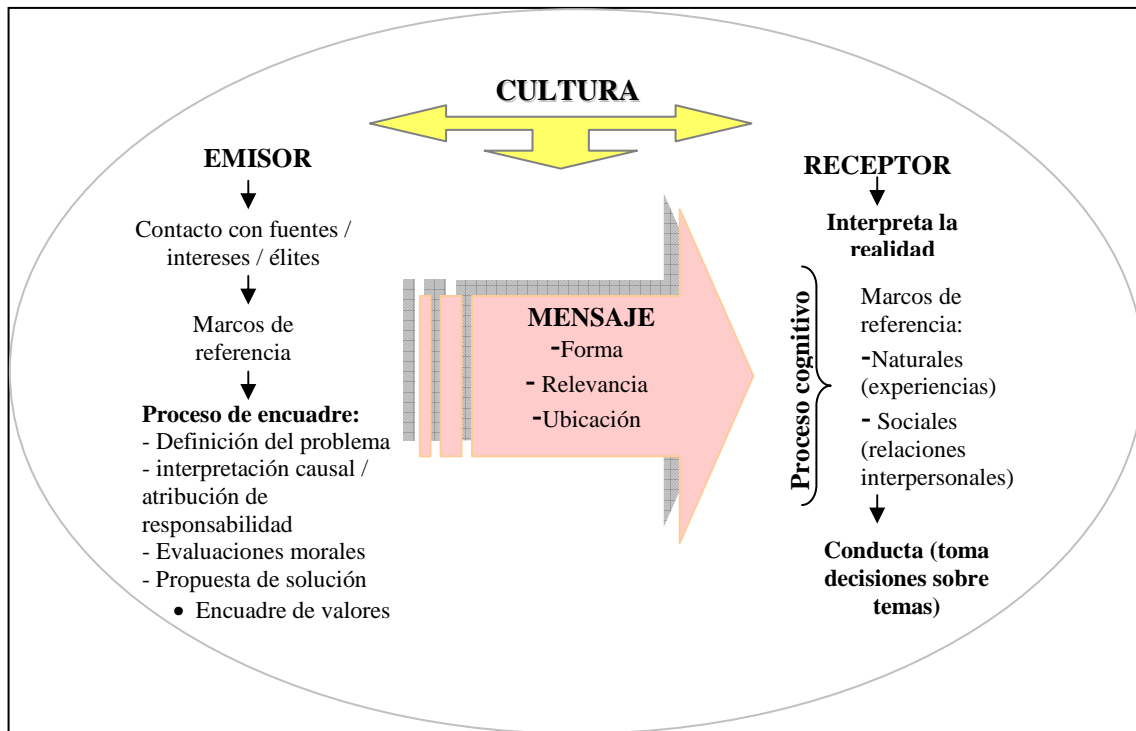 CULTURA
EMISOR
Contacto con fuentes /
intereses / élites
Marcos de
referencia
Proceso de encuadre:
- Definición del problema
- interpretación causal /
atribución de
responsabilidad
- Evaluaciones morales
- Propuesta de solución
• Encuadre de valores
MENSAJE
-Forma
- Relevancia
-Ubicación
RECEPTOR
Interpreta la
realidad
Proceso cognitivo
Marcos de
referencia:
-Naturales
(experiencias)
- Sociales
(relaciones
interpersonales)
Conducta (toma
decisiones sobre
temas)